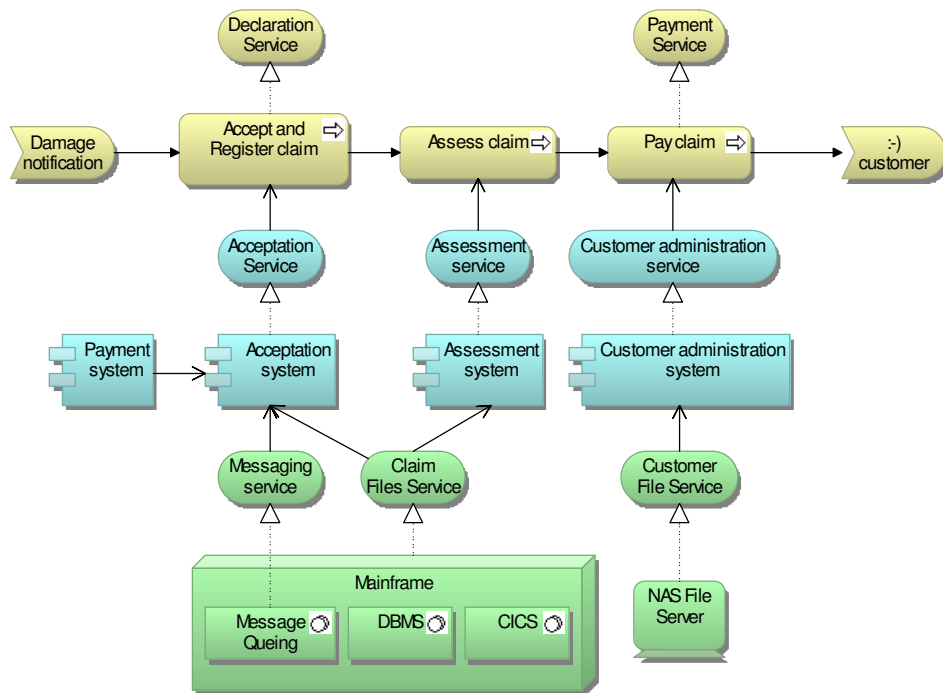 Declaration
Service
Payment
Service
Damage
notification
Accept and
Register claim
Assess claim
Pay claim
:-)
customer
Acceptation
Service
Assessment
service
Customer administration
service
Payment
system
Acceptation
system
Assessment
system
Customer administration
system
Messaging
service
Claim
Files Service
Customer
File Service
Mainframe
Message
Queing
DBMS
CICS
NAS File
Server